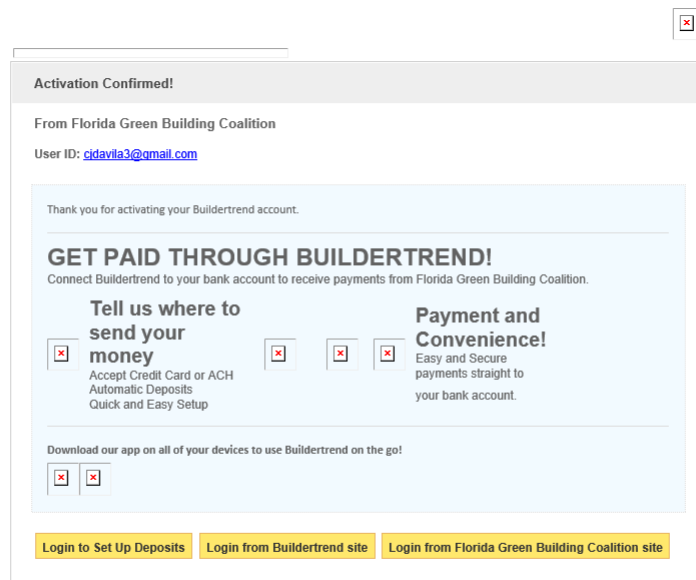 Activation Confirmed!
From Florida Green Building Coalition
User ID: cjdavila3@gmail.com
Thank you for activating your Buildertrend account.
GET PAID THROUGH BUILDERTREND!
Connect Buildertrend to your bank account to receive payments from Florida Green Building Coalition.
Tell us where to
send your
money
Accept Credit Card or ACH
Automatic Deposits
Quick and Easy Setup
Payment and
Convenience!
Easy and Secure
payments straight to
your bank account.
Download our app on all of your devices to use Buildertrend on the go!
Login to Set Up Deposits
Login from Buildertrend site
Login from Florida Green Building Coalition site